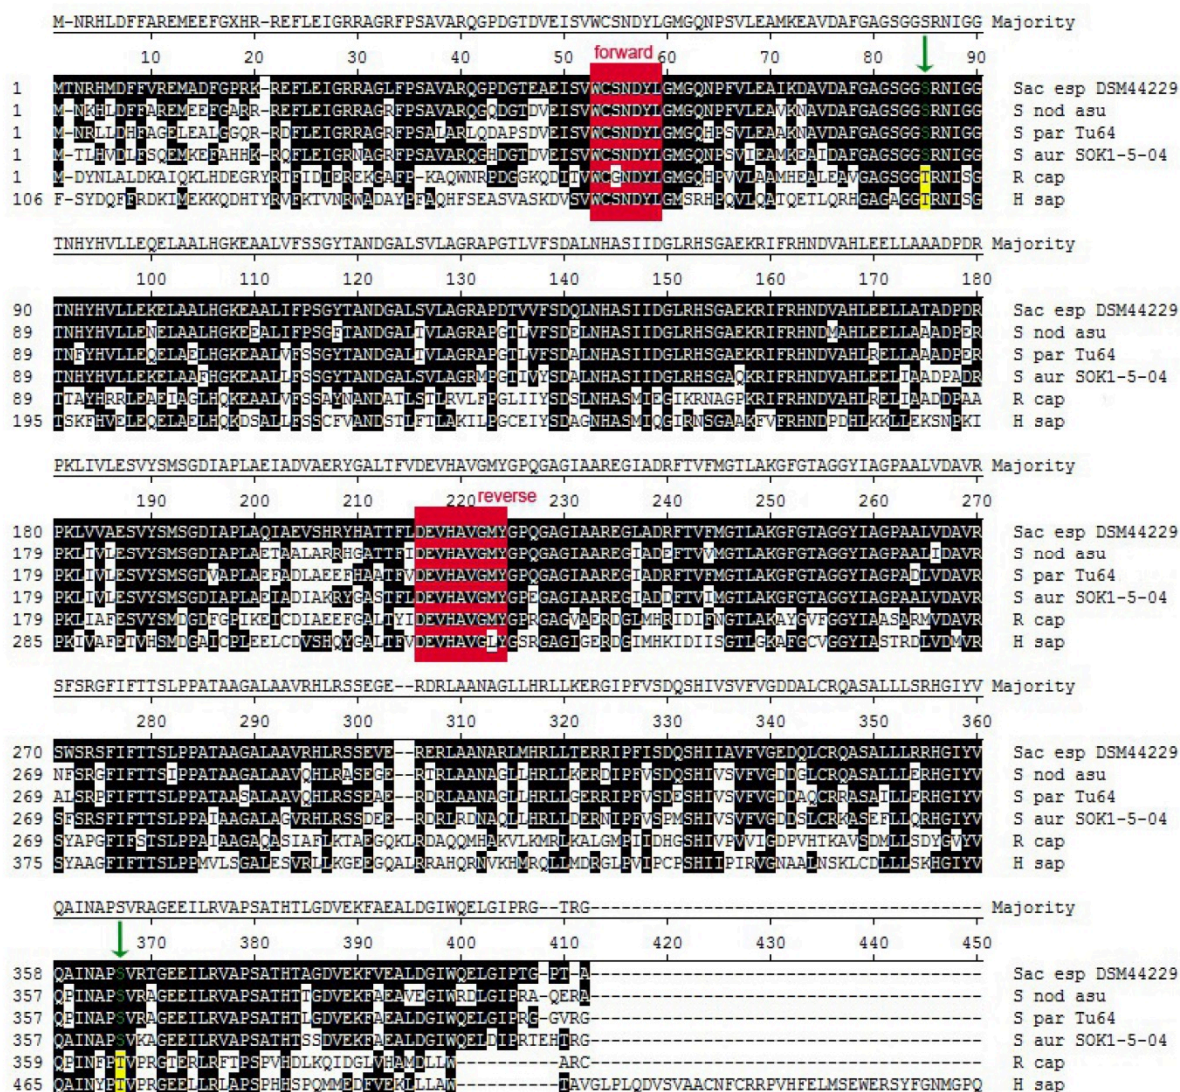 M-NRHLDFFAREMEEFGXHR-REFLEIGRRAGRFPSAVARQGPDGTDVEISVWCSNDYLGMGQNPSVLEAMKEAVDAFGAGSGGSRNIGG Majority
10 20 30 40 50 forward 60 70 80 90
1 MTNRHMDFFVREMADFGPRK-REFLEIGRRAGLFPSAVARQGPDGTEAEISVWCSNDYLGMGQNPFVLEAIKDAVDAFGAGSGGSRNIGG Sac esp DSM44229
1 M-NKHLDFFAREMEEFGARR-REFLEIGRRAGRFPSAVARQGQDGTDVEISVWCSNDYLGMGQNPFVLEAVKNAVDAFGAGSGGSRNIGG S nod asu
1 M-NRLLDHFAGELEALGGQR-RDFLEIGRRAGRFPSALARLQDAPSDVEISVWCSNDYLGMGQHPSVLEAAKNAVDAFGAGSGGSRNIGG S par Tu64
1 M-TLHVDLFSQEMKEFAHHK-RQFLEIGRNAGRFPSAVARQGHDGTDVEISVWCSNDYLGMGQNPSVIEAMKEAIDAFGAGSGGSRNIGG S aur SOK1-5-04
1 M-DYNLALDKAIQKLHDEGRYRTFIDIEREKGAFP-KAQWNRPDGGKQDITVWCGNDYLGMGQHPVVLAAMHEALEAVGAGSGGTRNISG R cap
106 F-SYDQFFRDKIMEKKQDHTYRVFKTVNRWADAYPFAQHFSEASVASKDVSVWCSNDYLGMSRHPQVLQATQETLQRHGAGAGGTRNISG H sap
TNHYHVLLEQELAALHGKEAALVFSSGYTANDGALSVLAGRAPGTLVFSDALNHASIIDGLRHSGAEKRIFRHNDVAHLEELLAAADPDR Majority
100 110 120 130 140 150 160 170 180
90 TNHYHVLLEKELAALHGKEAALIFPSGYTANDGALSVLAGRAPDTVVFSDQLNHASIIDGLRHSGAEKRIFRHNDVAHLEELLATADPDR Sac esp DSM44229
89 TNHYHVLLENELAALHGKEEALIFPSGFTANDGALTVLAGRAPGTLVFSDELNHASIIDGLRHSGAEKRIFRHNDMAHLEELLAAADPER S nod asu
89 TNFYHVLLEQELAELHGKEAALVFSSGYTANDGALTVLAGRAPGTLVFSDALNHASIIDGLRHSGAEKRIFRHNDVAHLRELLAAADPER S par Tu64
89 TNHYHVLLEKELAAFHGKEAALLFSSGYTANDGALSVLAGRMPGTIVYSDALNHASIIDGLRHSGAQKRIFRHNDVAHLEELIAAADPADR S aur SOK1-5-04
89 TTAYHRRLEAEIAGLHQKEAALVFSSAYNANDATLSTLRVLFPGLIIYSDSLNHASMIEGIKRNAGPKRIFRHNDVAHLRELIAADDPAA R cap
195 TSKFHVELEQELAELHQKDSALLFSSCFVANDSTLFTLAKILPGCEIYSDAGNHASMIQGIRNSGAAKFVFRHNDPDHLKKLLEKSNPKI H sap
PKLIVLESVYSMSGDIAPLAEIADVAERYGALTFVDEVHAVGMYGPQGAGIAAREGIADRFTVFMGTLAKGFGTAGGYIAGPAALVDAVR Majority
190 200 210 220 reverse 230 240 250 260 270
180 PKLVVAESVYSMSGDIAPLAQIAEVSHRYHATTFLDEVHAVGMYGPQGAGIAAREGLADRFTVFMGTLAKGFGTAGGYIAGPAALVDAVR Sac esp DSM44229
179 PKLIVLESVYSMSGDIAPLAETAALARRHGATTFIDEVHAVGMYGPQGAGIAAREGIADEFTVVMGTLAKGFGTAGGYIAGPAALIDAVR S nod asu
179 PKLIVLESVYSMSGDVAPLAEFADLAEEFHAATFVDEVHAVGMYGPQGAGIAAREGIADRFTVFMGTLAKGFGTAGGYIAGPADLVDAVR S par Tu64
179 PKLIVLESVYSMSGDIAPLAEIADIAKRYGASTFLDEVHAVGMYGPEGAGIAAREGIADDFTVIMGTLAKGFGTAGGYIAGPAALVDAVR S aur SOK1-5-04
179 PKLIAFESVYSMDGDFGPIKEICDIAEEFGALTYIDEVHAVGMYGPRGAGVAERDGLMHRIDIFNGTLAKAYGVFGGYIAASARMVDAVR R cap
285 PKIVAFETVHSMDGAICPLEELCDVSHQYGALTFVDEVHAVGLYGSRGAGIGERDGIMHKIDIISGTLGKAFGCVGGYIASTRDLVDMVR H sap
SFSRGFIFTTSLPPATAAGALAAVRHLRSSEGE--RDRLAANAGLLHRLLKERGIPFVSDQSHIVSVFVGDDALCRQASALLLSRHGIYV Majority
280 290 300 310 320 330 340 350 360
270 SWSRSFIFTTSLPPATAAGALAAVRHLRSSEVE--RERLAANARLMHRLLTERRIPFISDQSHIIAVFVGEDQLCRQASALLLRRHGIYV Sac esp DSM44229
269 NFSRGFIFTTSIPPATAAGALAAVQHLRASEGE--RTRLAANAGLLHRLLKERDIPFVSDQSHIVSVFVGDDGLCRQASALLLERHGIYV S nod asu
269 ALSRPFIFTTSLPPATAASALAAVQHLRSSEAE--RDRLAANAGLLHRLLGERRIPFVSDESHIVSVFVGDDAQCRRASAILLERHGIYV S par Tu64
269 SFSRSFIFTTSLPPAIAAGALAGVRHLRSSDEE--RDRLRDNAQLLHRLLDERNIPFVSPMSHIVSVFVGDDSLCRKASEFLLQRHGIYV S aur SOK1-5-04
269 SYAPGFIFSTSLPPAIAAGAQASIAFLKTAEGQKLRDAQQMHAKVLKMRLKALGMPIIDHGSHIVPVVIGDPVHTKAVSDMLLSDYGVYV R cap
375 SYAAGFIFTTSLPPMVLSGALESVRLLKGEEGQALRRAHQRNVKHMRQLLMDRGLPVIPCPSHIIPIRVGNAALNSKLCDLLLSKHGIYV H sap
QAINAPSVRAGEEILRVAPSATHTLGDVEKFAEALDGIWQELGIPRG--TRG-------------------------------------- Majority
370 380 390 400 410 420 430 440 450
358 QAINAPSVRTGEEILRVAPSATHTAGDVEKFVEALDGIWQELGIPTG-PT-A-------------------------------------- Sac esp DSM44229
357 QPINAPSVRAGEEILRVAPSATHTTGDVEKFAEAVEGIWRDLGIPRA-QERA-------------------------------------- S nod asu
357 QPINAPSVRAGEEILRVAPSATHTLGDVEKFAEALDGIWQELGIPRG-GVRG-------------------------------------- S par Tu64
357 QAINAPSVKAGEEILRVAPSATHTSSDVEKFAEALDGIWQELDIPRTEHTRG-------------------------------------- S aur SOK1-5-04
359 QPINFPTVPRGTERLRFTPSPVHDLKQIDGLVHAMDLLW----------ARC-------------------------------------- R cap
465 QAINYPTVPRGEELLRLAPSPHHSPQMMEDFVEKLLLAW----------TAVGLPLQDVSVAACNFCRRPVHFELMSEWERSYFGNMGPQ H sap